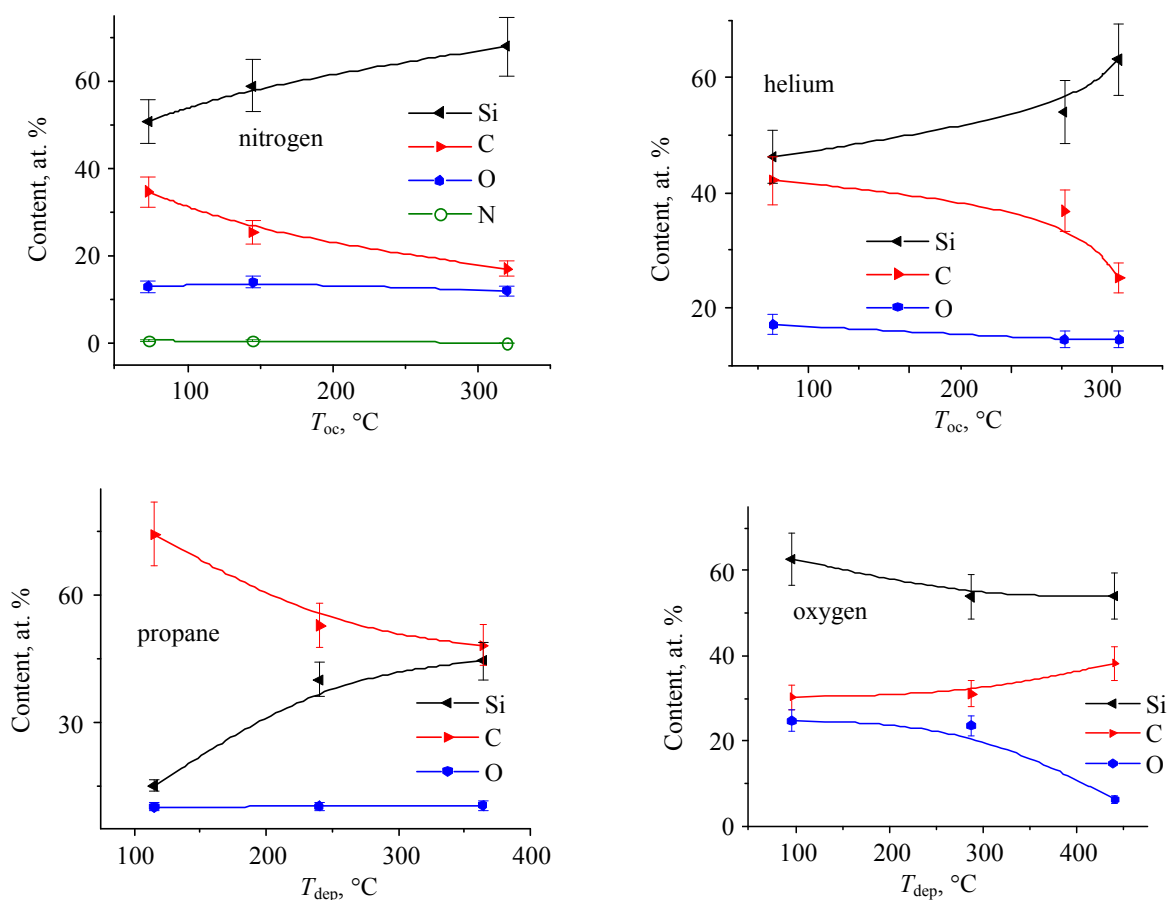 60
40
20
0
Content, at. %
nitrogen
Si
C
O
N
100
200
300
T_oc, °C
60
40
20
Content, at. %
helium
Si
C
O
100
200
300
T_oc, °C
60
30
Content, at. %
propane
Si
C
O
100
200
300
400
T_dep, °C
60
40
20
0
Content, at. %
oxygen
Si
C
O
100
200
300
400
T_dep, °C